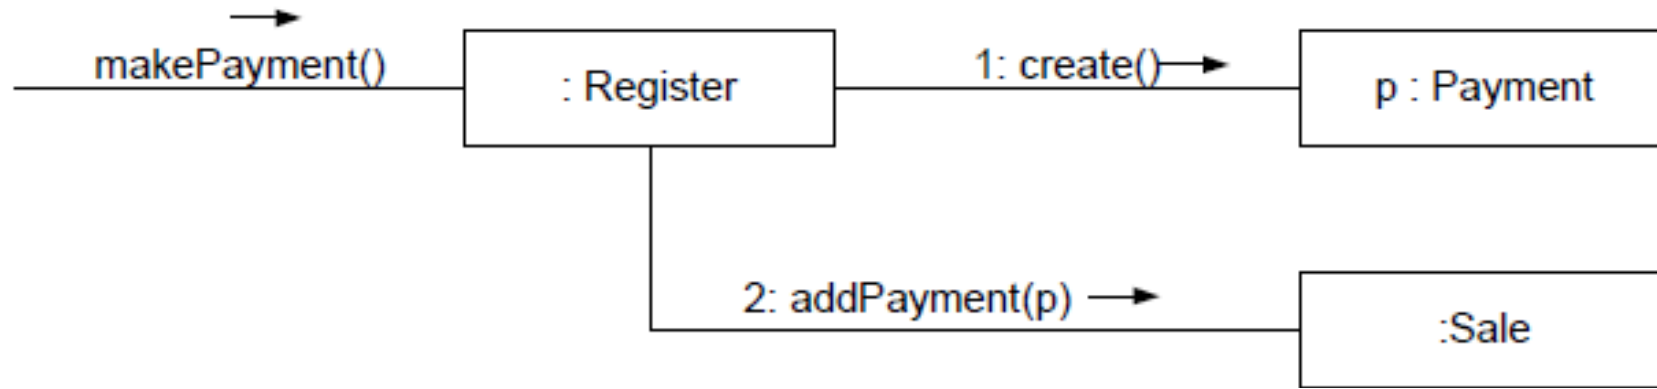 makePayment()
: Register
1: create()
p : Payment
2: addPayment(p)
:Sale